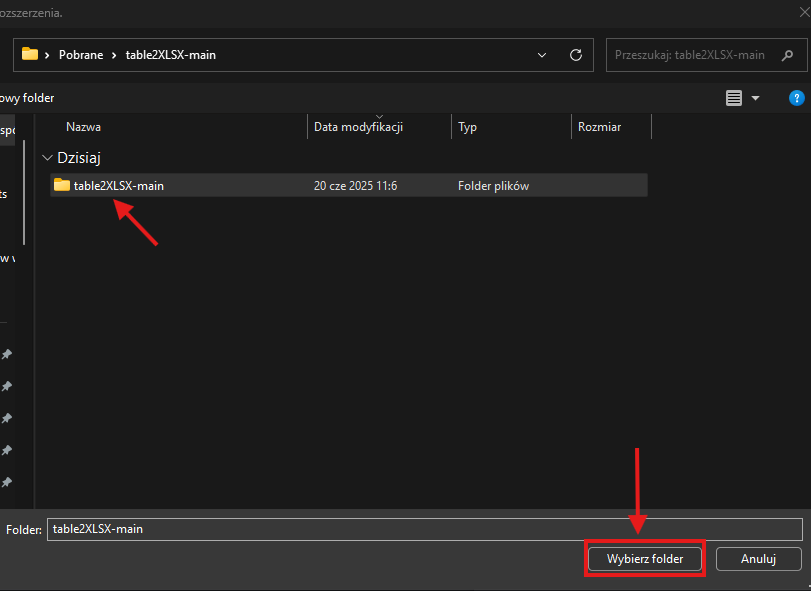 ozszerzenia.
Pobrane > table2XLSX-main
Przeszukaj: table2XLSX-main
owy folder
Nazwa Data modyfikacji Typ Rozmiar
Dzisiaj
table2XLSX-main 20 cze 2025 11:6 Folder plików
ts
w w
Folder: table2XLSX-main
Wybierz folder Anuluj